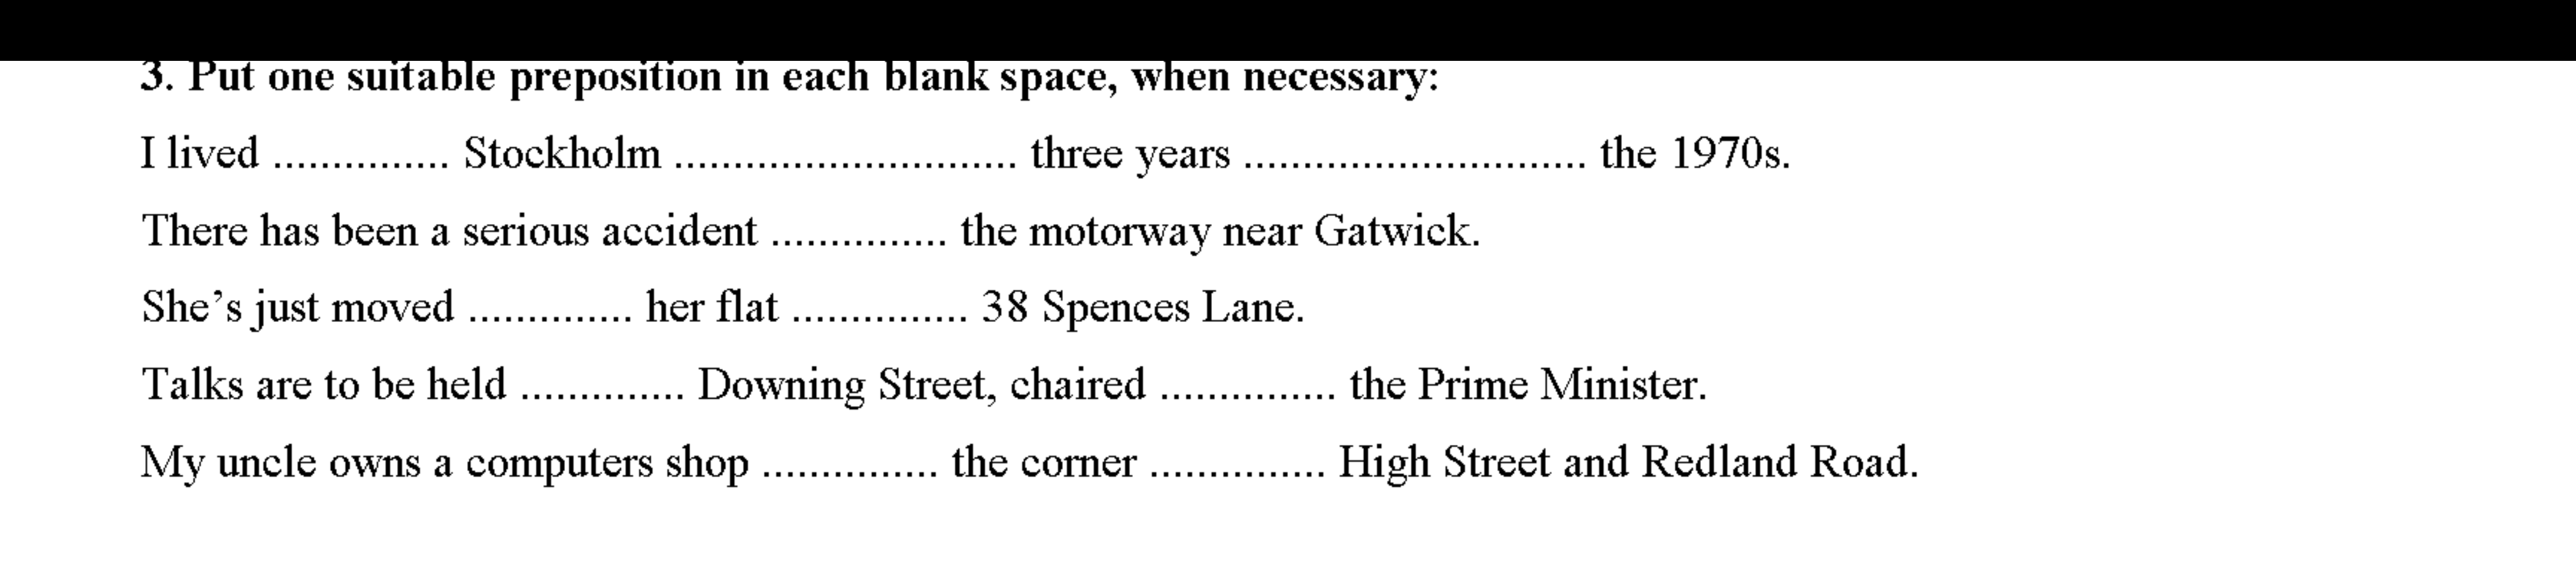 3. Put one suitable preposition in each blank space, when necessary:
I lived ............... Stockholm ............................. three years ............................. the 1970s.
There has been a serious accident ............... the motorway near Gatwick.
She’s just moved .............. her flat ............... 38 Spences Lane.
Talks are to be held .............. Downing Street, chaired ............... the Prime Minister.
My uncle owns a computers shop ............... the corner ............... High Street and Redland Road.